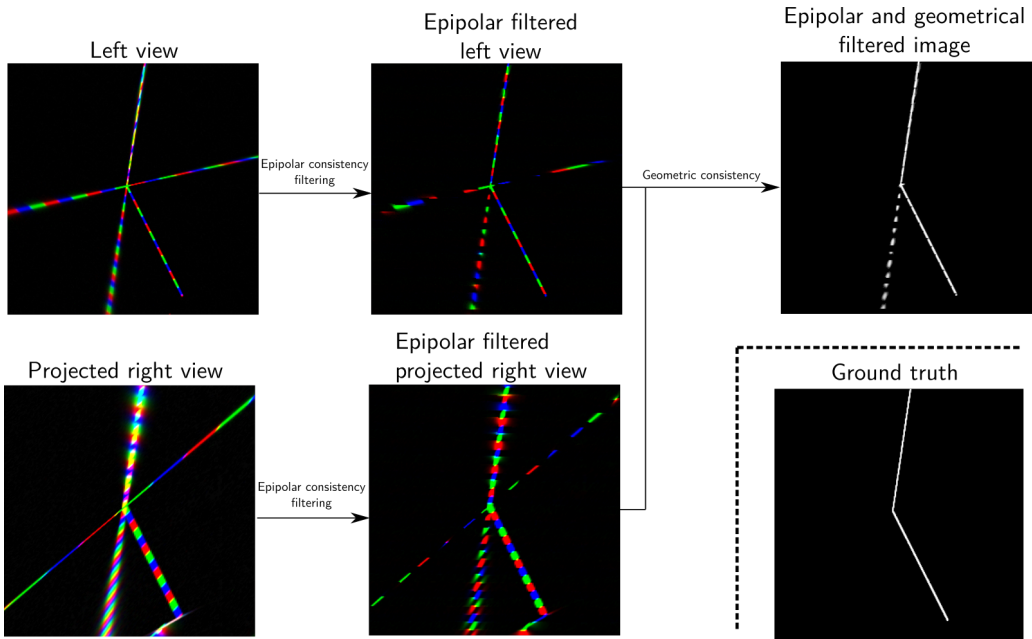 Left view
Epipolar filtered
left view
Epipolar and geometrical
filtered image
Epipolar consistency
filtering
Geometric consistency
Projected right view
Epipolar filtered
projected right view
Ground truth
Epipolar consistency
filtering